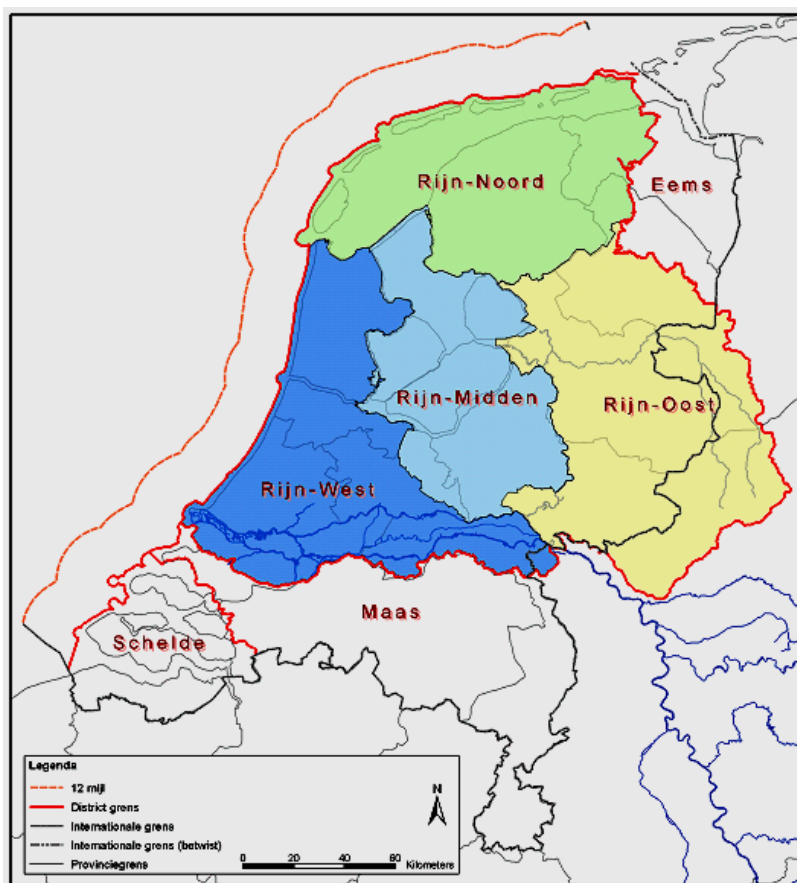 Rijn-Noord
Eems
Rijn-Midden
Rijn-Oost
Rijn-West
Maas
Schelde
Legenda
12 mijl
District grens
Internationale grens
Internationale grens (betwist)
Provinciegrens
N
0 20 40 60
Kilometers